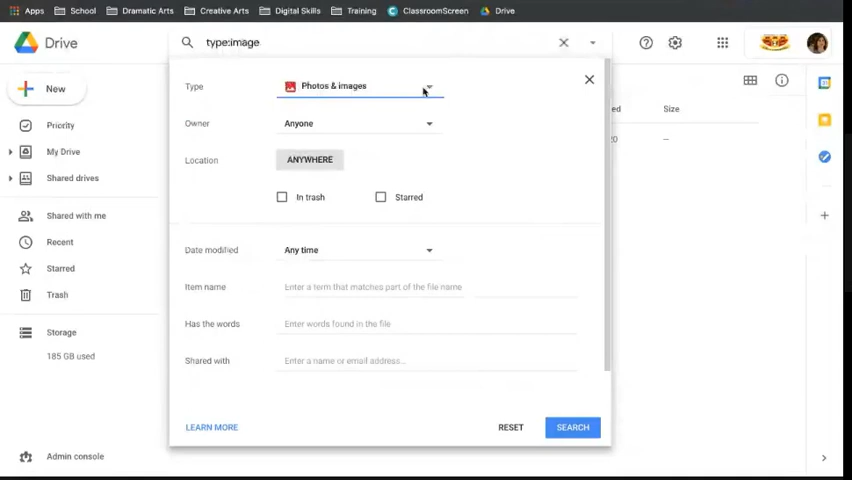 Apps School Dramatic Arts Creative Arts Digital Skills Training ClassroomScreen Drive
Drive type:image
New
Priority
My Drive
Shared drives
Shared with me
Recent
Starred
Trash
Storage
185 GB used
Admin console
Type Photos & images
Owner Anyone
Location ANYWHERE
In trash Starred
Date modified Any time
Item name Enter a term that matches part of the file name
Has the words Enter words found in the file
Shared with Enter a name or email address...
LEARN MORE RESET SEARCH
ed Size
20 —